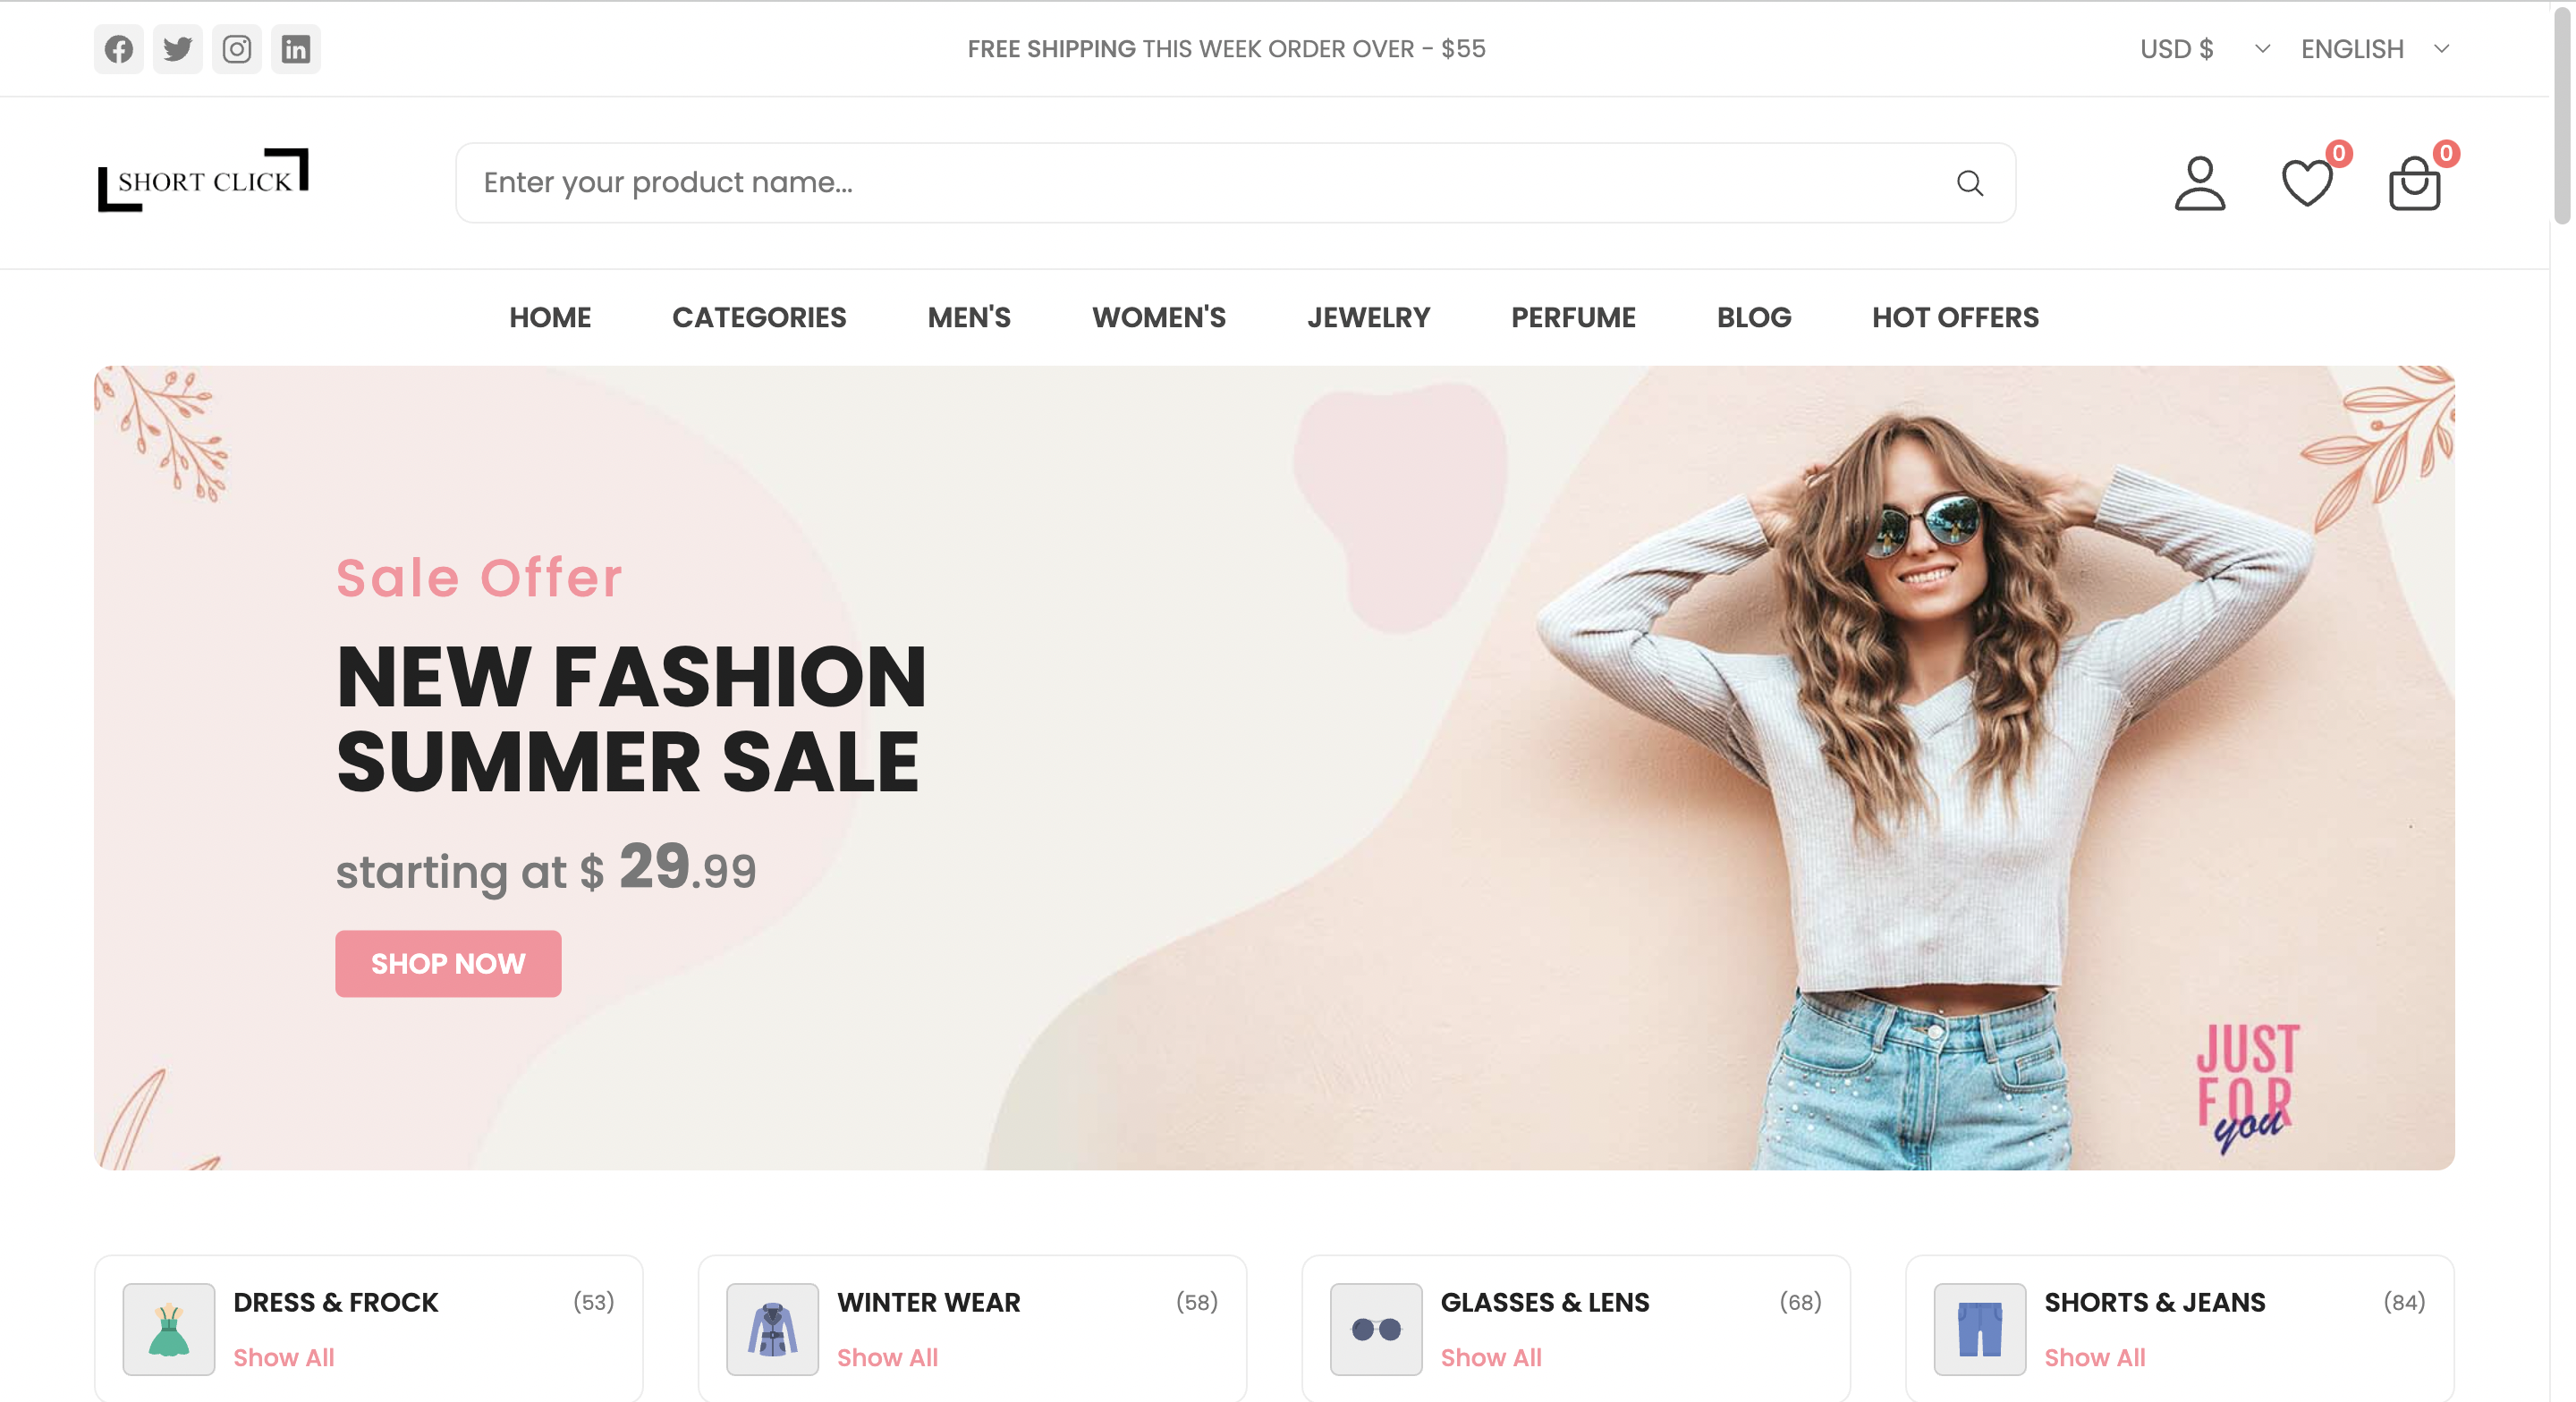 FREE SHIPPING THIS WEEK ORDER OVER - $55
USD $
ENGLISH
SHORT CLICK
Enter your product name...
0
0
HOME
CATEGORIES
MEN'S
WOMEN'S
JEWELRY
PERFUME
BLOG
HOT OFFERS
Sale Offer
NEW FASHION
SUMMER SALE
starting at $ 29.99
SHOP NOW
JUST
FOR
you
DRESS & FROCK
(53)
Show All
WINTER WEAR
(58)
Show All
GLASSES & LENS
(68)
Show All
SHORTS & JEANS
(84)
Show All